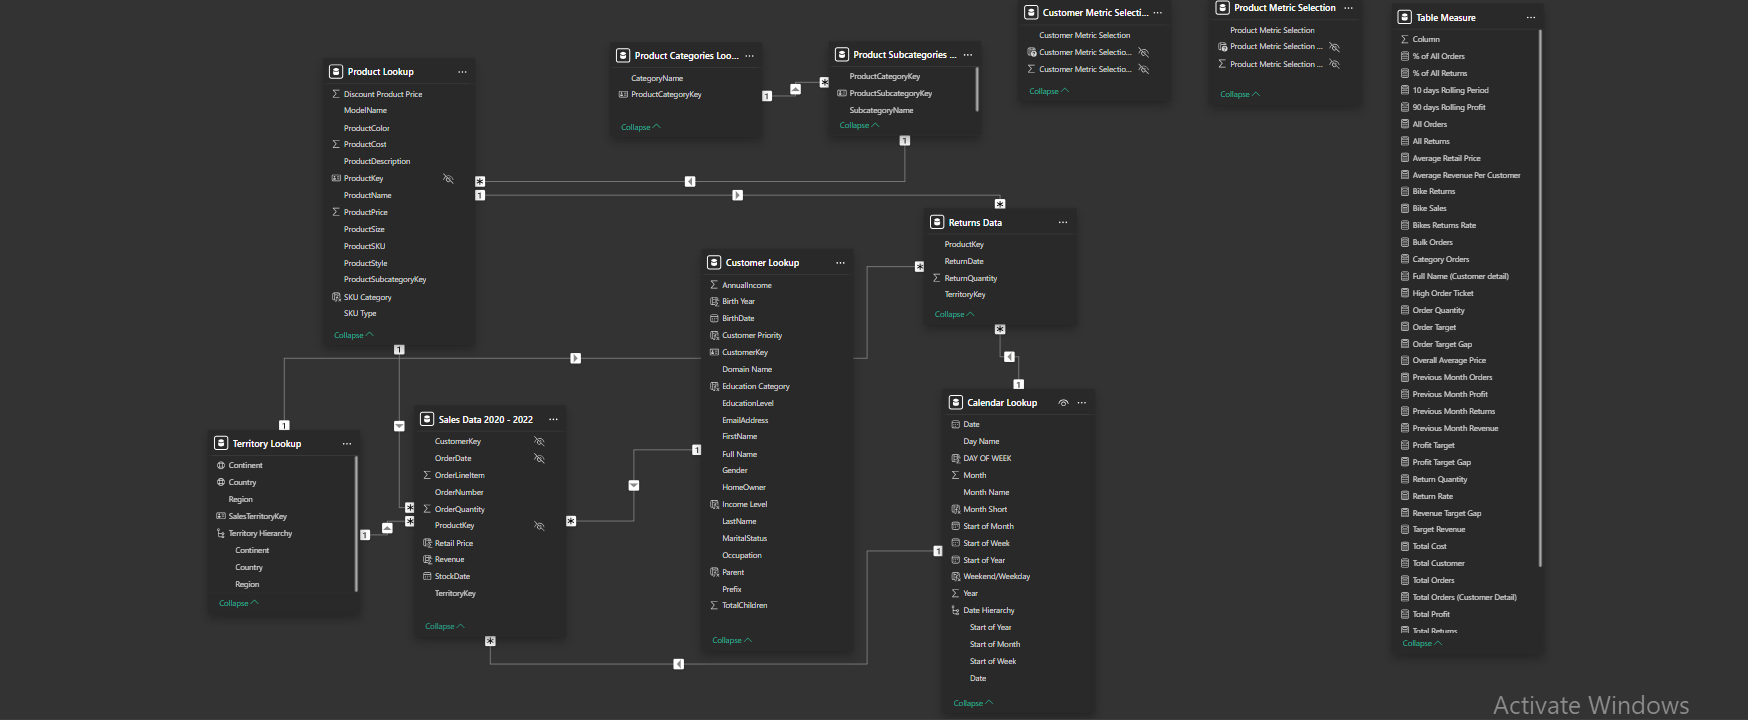 Product Lookup
Discount Product Price
ModelName
ProductColor
ProductCost
ProductDescription
ProductKey
ProductName
ProductPrice
ProductSize
ProductSKU
ProductStyle
ProductSubcategoryKey
SKU Category
SKU Type
Collapse
Product Categories Loo...
CategoryName
ProductCategoryKey
Collapse
Product Subcategories ...
ProductCategoryKey
ProductSubcategoryKey
SubcategoryName
Collapse
Customer Metric Selecti...
Customer Metric Selection
Customer Metric Selectio...
Customer Metric Selectio...
Collapse
Product Metric Selection
Product Metric Selection
Product Metric Selection ...
Product Metric Selection ...
Collapse
Table Measure
Column
% of All Orders
% of All Returns
10 days Rolling Period
90 days Rolling Profit
All Orders
All Returns
Average Retail Price
Average Revenue Per Customer
Bike Returns
Bike Sales
Bikes Returns Rate
Bulk Orders
Category Orders
Full Name (Customer detail)
High Order Ticket
Order Quantity
Order Target
Order Target Gap
Overall Average Price
Previous Month Orders
Previous Month Profit
Previous Month Returns
Previous Month Revenue
Profit Target
Profit Target Gap
Return Quantity
Return Rate
Revenue Target Gap
Target Revenue
Total Cost
Total Customer
Total Orders
Total Orders (Customer Detail)
Total Profit
Total Returns
Collapse
Returns Data
ProductKey
ReturnDate
ReturnQuantity
TerritoryKey
Collapse
Customer Lookup
AnnualIncome
Birth Year
BirthDate
Customer Priority
CustomerKey
Domain Name
Education Category
EducationLevel
EmailAddress
FirstName
Full Name
Gender
HomeOwner
Income Level
LastName
MaritalStatus
Occupation
Parent
Prefix
TotalChildren
Collapse
Territory Lookup
Continent
Country
Region
SalesTerritoryKey
Territory Hierarchy
Continent
Country
Region
Collapse
Sales Data 2020 - 2022
CustomerKey
OrderDate
OrderLineItem
OrderNumber
OrderQuantity
ProductKey
Retail Price
Revenue
StockDate
TerritoryKey
Collapse
Calendar Lookup
Date
Day Name
DAY OF WEEK
Month
Month Name
Month Short
Start of Month
Start of Week
Start of Year
Weekend/Weekday
Year
Date Hierarchy
Start of Year
Start of Month
Start of Week
Date
Collapse
1
*
1
*
1
*
1
1
*
*
1
1
*
*
1
1
*
1
*
Activate Windows